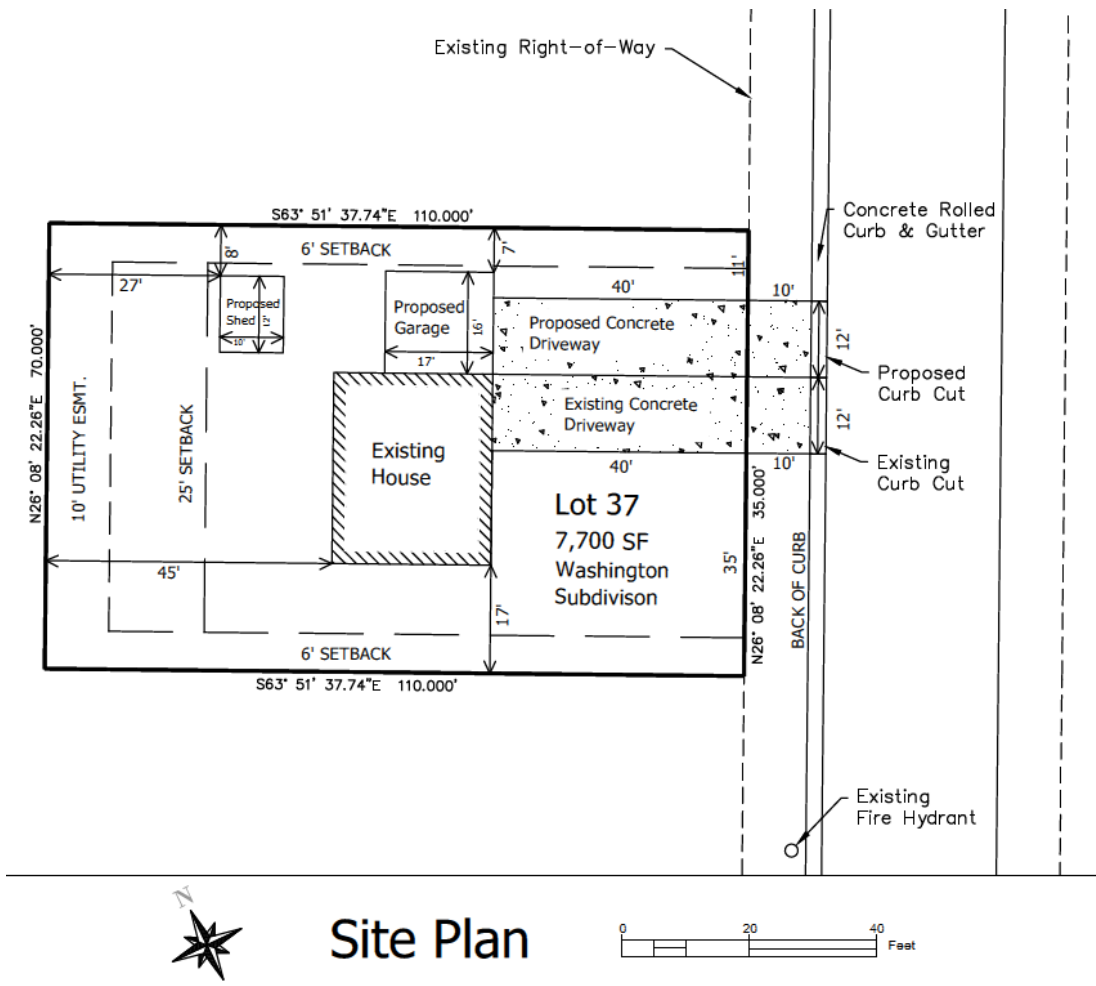 Existing Right-of-Way
Concrete Rolled
Curb & Gutter
S63° 51' 37.74"E 110.000'
6' SETBACK
8'
7'
11'
27'
40'
10'
Proposed
Shed
12'
10'
Proposed
Garage
16'
17'
Proposed Concrete
Driveway
12'
Proposed
Curb Cut
N26° 08' 22.26"E 70.000'
10' UTILITY ESMT.
25' SETBACK
Existing
House
Existing Concrete
Driveway
12'
40'
10'
Existing
Curb Cut
Lot 37
7,700 SF
Washington
Subdivison
35'
N26° 08' 22.26"E 35.000'
BACK OF CURB
45'
17'
6' SETBACK
S63° 51' 37.74"E 110.000'
Existing
Fire Hydrant
N
Site Plan
0 20 40
Feet